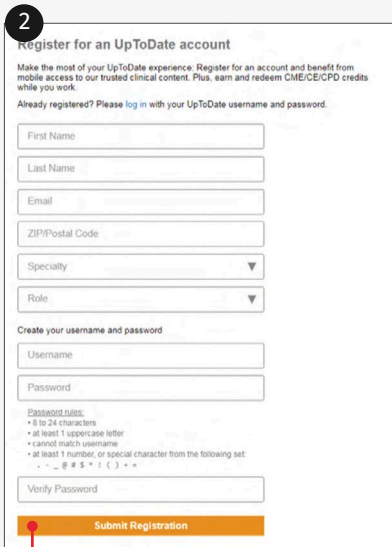 2
Register for an UpToDate account
Make the most of your UpToDate experience: Register for an account and benefit from
mobile access to our trusted clinical content. Plus, earn and redeem CME/CE/CPD credits
while you work.
Already registered? Please log in with your UpToDate username and password.
First Name
Last Name
Email
ZIP/Postal Code
Specialty
Role
Create your username and password
Username
Password
Password rules:
• 8 to 24 characters
• at least 1 uppercase letter
• cannot match username
• at least 1 number, or special character from the following set:
. - _ @ # $ * ! ( ) + =
Verify Password
Submit Registration